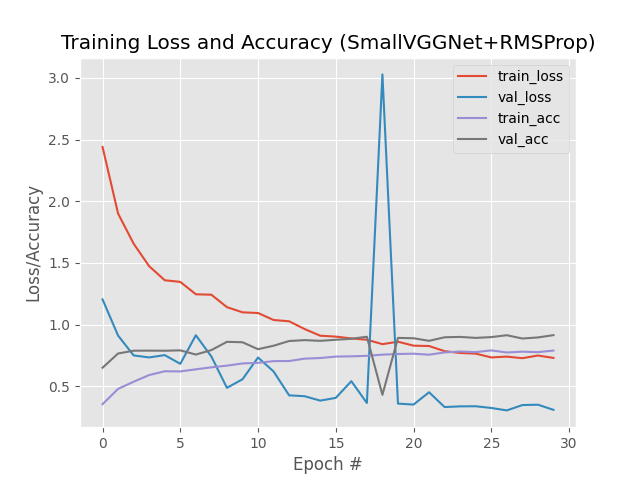 Training Loss and Accuracy (SmallVGGNet+RMSProp)
train_loss
val_loss
train_acc
val_acc
Loss/Accuracy
3.0
2.5
2.0
1.5
1.0
0.5
0 5 10 15 20 25 30
Epoch #